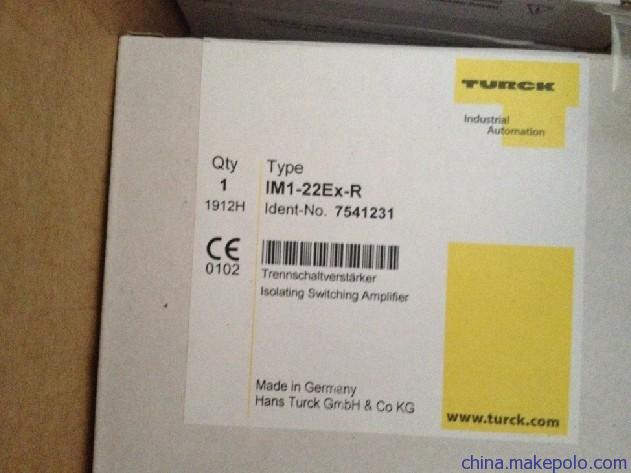 TURCK
Industrial
Automation
Qty
1
1912H
Type
IM1-22Ex-R
Ident-No. 7541231
CE
0102
Trennschaltverstärker
Isolating Switching Amplifier
Made in Germany
Hans Turck GmbH & Co KG
www.turck.com
china.makepolo.com